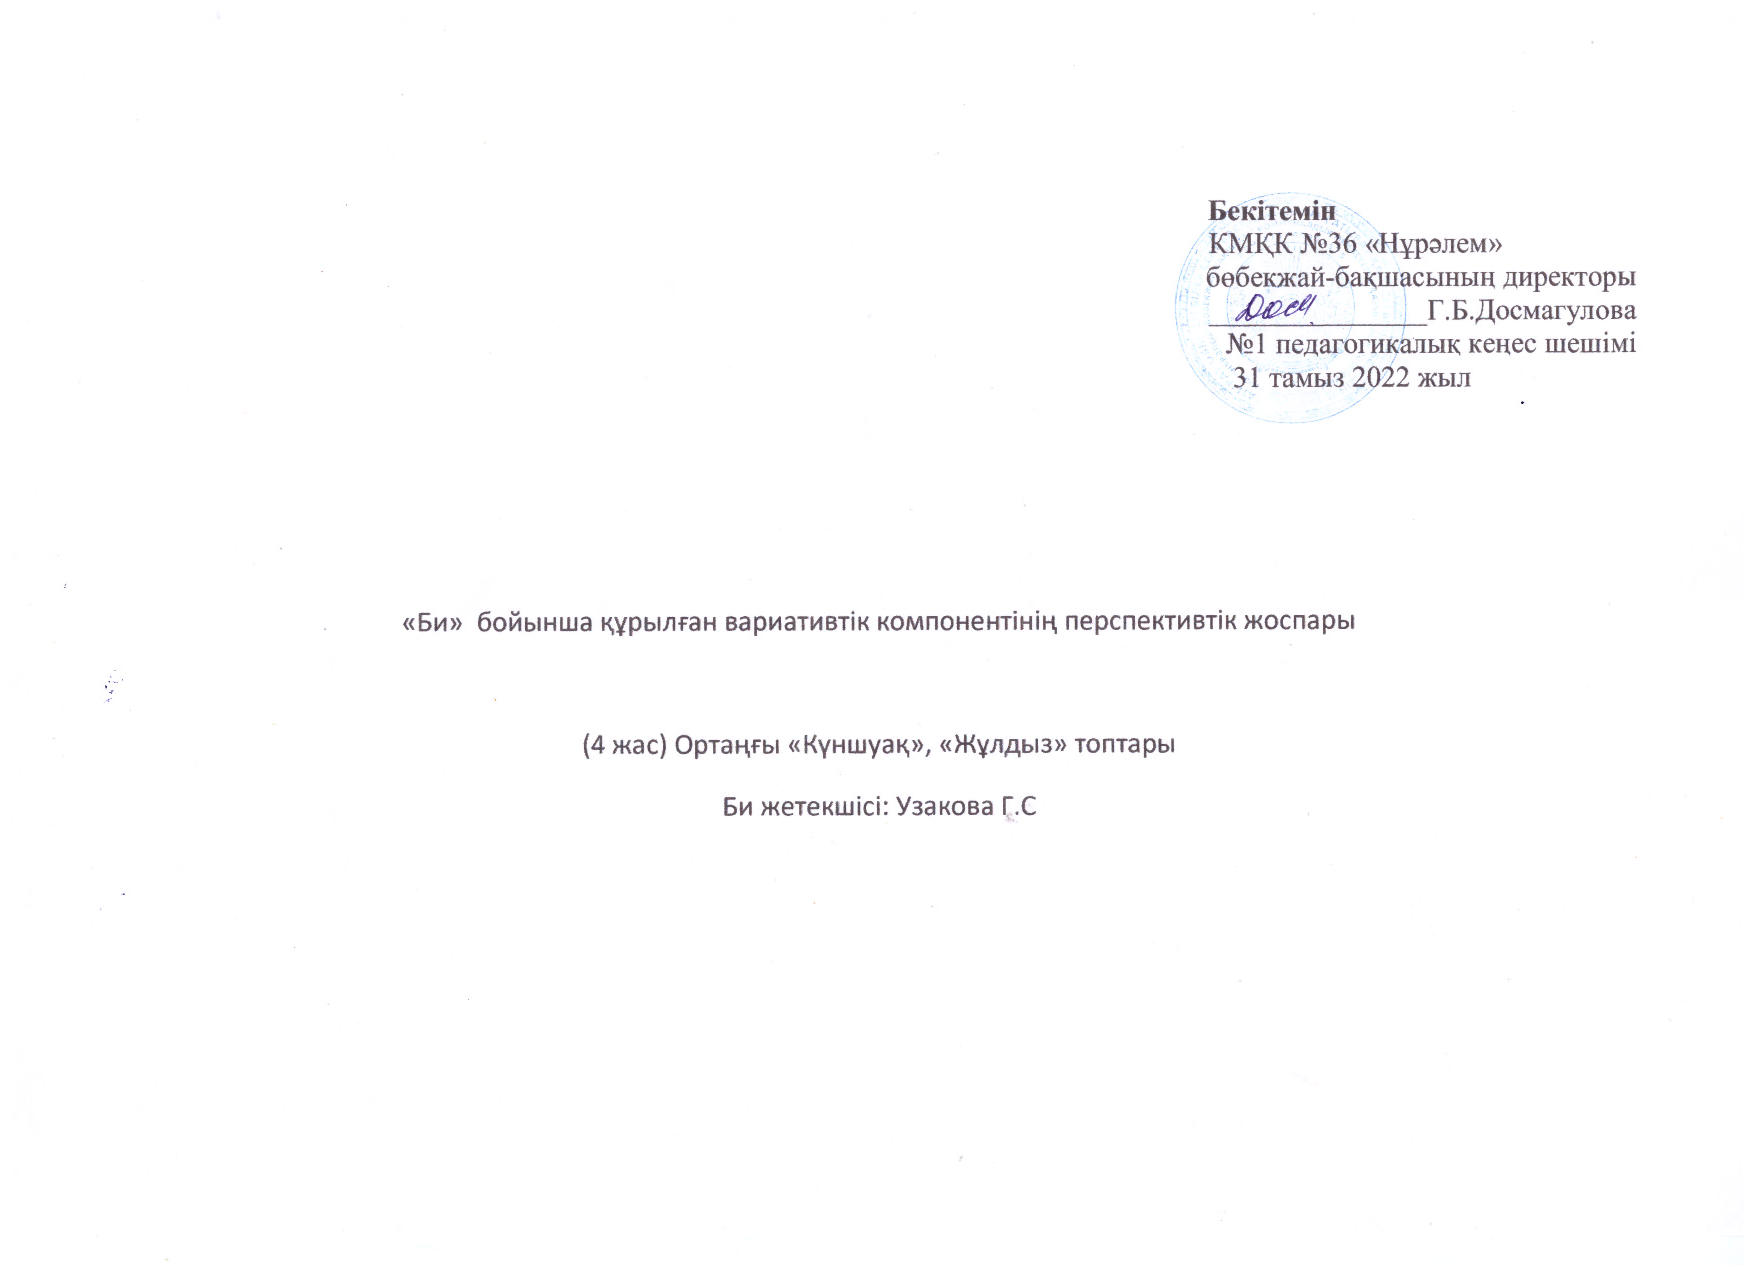 Бекітемін
КМҚК №36 «Нұрәлем»
бөбекжай-бақшасының директоры
_______________Г.Б.Досмагулова
№1 педагогикалық кеңес шешімі
31 тамыз 2022 жыл
«Би» бойынша құрылған вариативтік компонентінің перспективтік жоспары
(4 жас) Ортаңғы «Күншуақ», «Жұлдыз» топтары
Би жетекшісі: Узакова Г.С